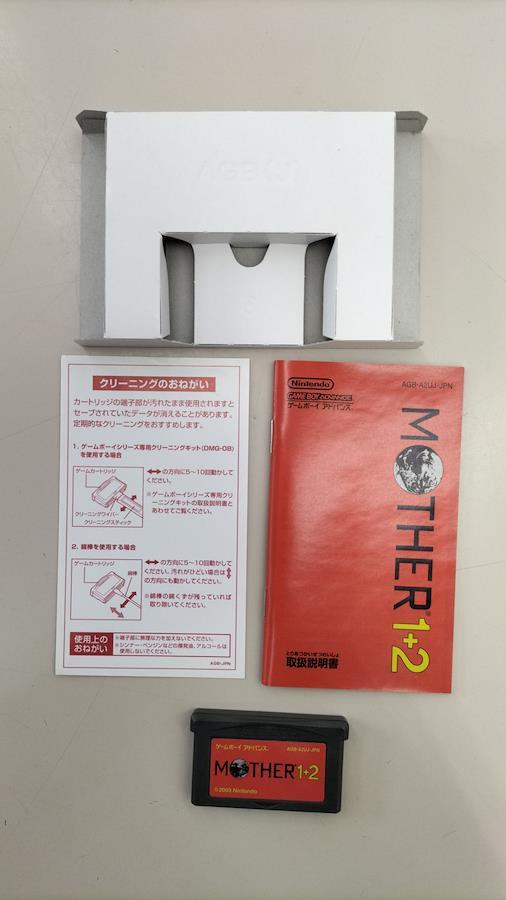 クリーニングのおねがい
カートリッジの端子部が汚れたまま使用されますと
セーブされていたデータが消えることがあります。
定期的なクリーニングをおすすめします。
1. ゲームボーイシリーズ専用クリーニングキット(DMG-08)
を使用する場合
ゲームカートリッジ
クリーニングワイパー
クリーニングスティック
の方向に5〜10回動かして
ください。
※ゲームボーイシリーズ専用クリ
ーニングキットの取扱説明書と
あわせてご覧ください。
2. 綿棒を使用する場合
ゲームカートリッジ
綿棒
の方向に5〜10回動かして
ください。汚れがひどい場合は
の方向にも動かしてください。
※綿棒の綿くずが残っていれば
取り除いてください。
使用上の
おねがい
※端子部に無理な力を加えないでください。
※シンナー・ベンジンなどの揮発油、アルコールは
使用しないでください。
AGB-JPN
Nintendo
GAME BOY ADVANCE
ゲームボーイ アドバンス
AGB-A2UJ-JPN
MOTHER 1+2
とりあつかいせつめいしょ
取扱説明書
ゲームボーイ アドバンス
AGB-A2UJ-JPN
MOTHER 1+2
©2003 Nintendo